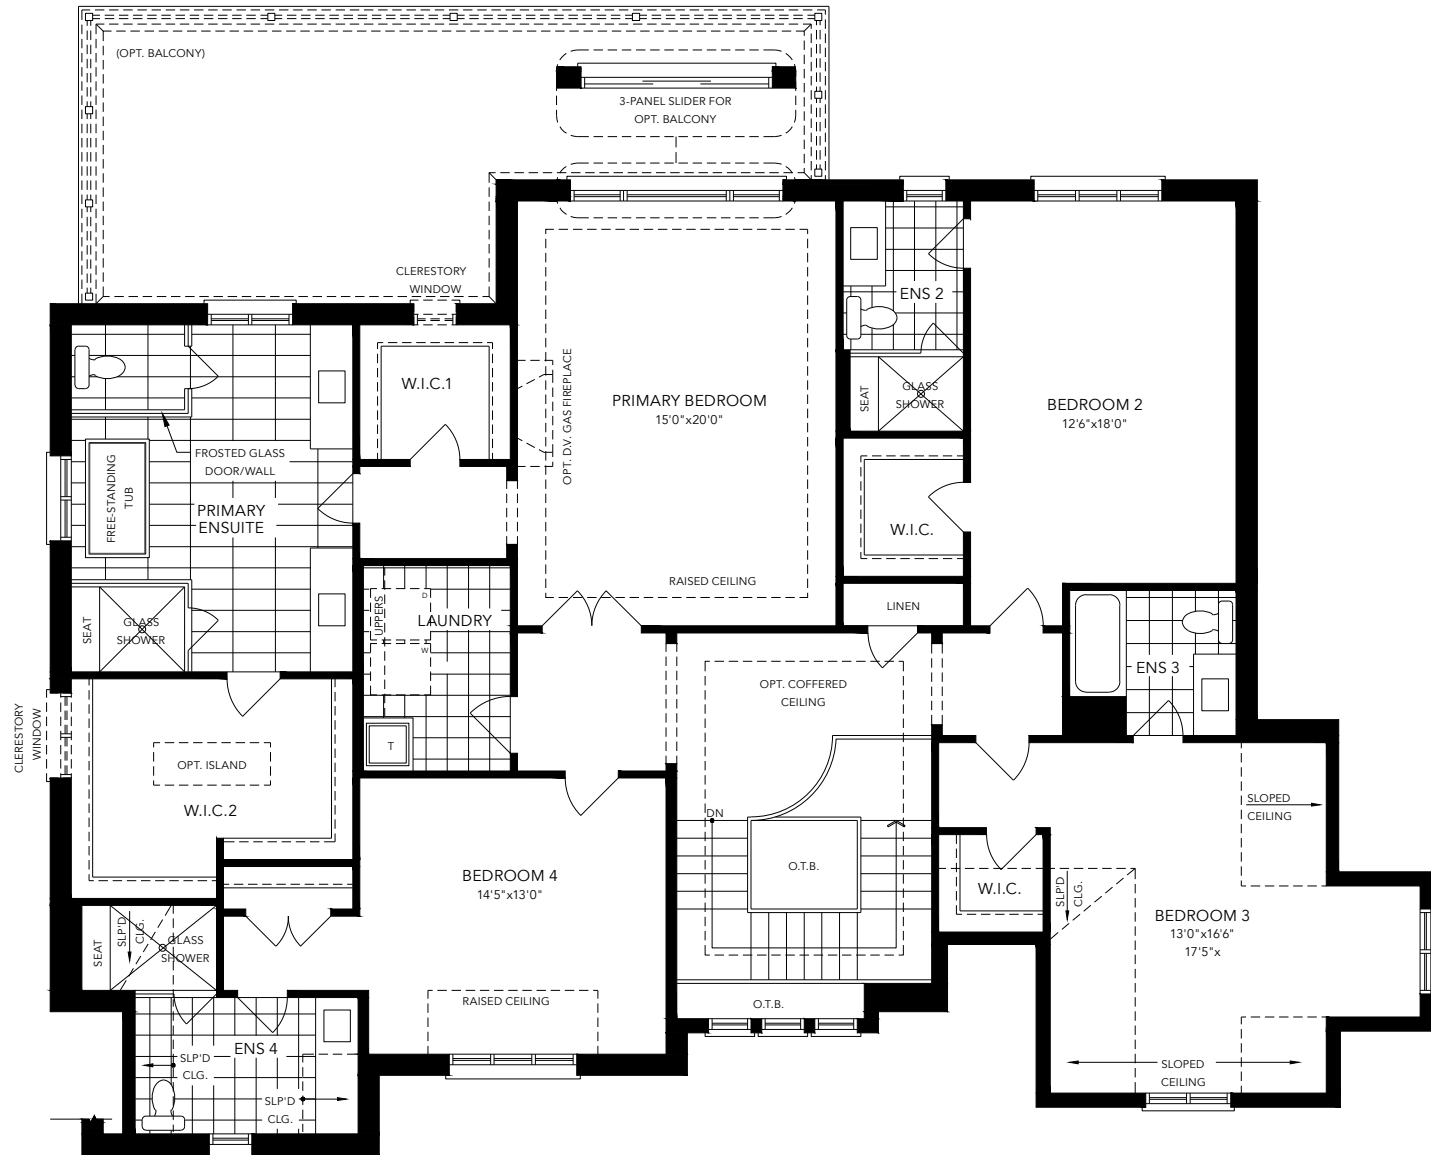 (OPT. BALCONY)
3-PANEL SLIDER FOR
OPT. BALCONY
CLERESTORY
WINDOW
W.I.C.1
OPT. D.V. GAS FIREPLACE
PRIMARY BEDROOM
15'0"x20'0"
RAISED CEILING
ENS 2
SEAT
GLASS
SHOWER
BEDROOM 2
12'6"x18'0"
W.I.C.
LINEN
FROSTED GLASS
DOOR/WALL
FREE-STANDING
TUB
PRIMARY
ENSUITE
SEAT
GLASS
SHOWER
UPPERS
D
LAUNDRY
W
T
OPT. COFFERED
CEILING
ENS 3
CLERESTORY
WINDOW
OPT. ISLAND
W.I.C.2
DN
O.T.B.
SLOPED
CEILING
BEDROOM 4
14'5"x13'0"
RAISED CEILING
W.I.C.
SLP'D
CLG.
BEDROOM 3
13'0"x16'6"
17'5"x
SEAT
SLP'D
CLG.
GLASS
SHOWER
O.T.B.
ENS 4
SLP'D
CLG.
SLP'D
CLG.
SLOPED
CEILING